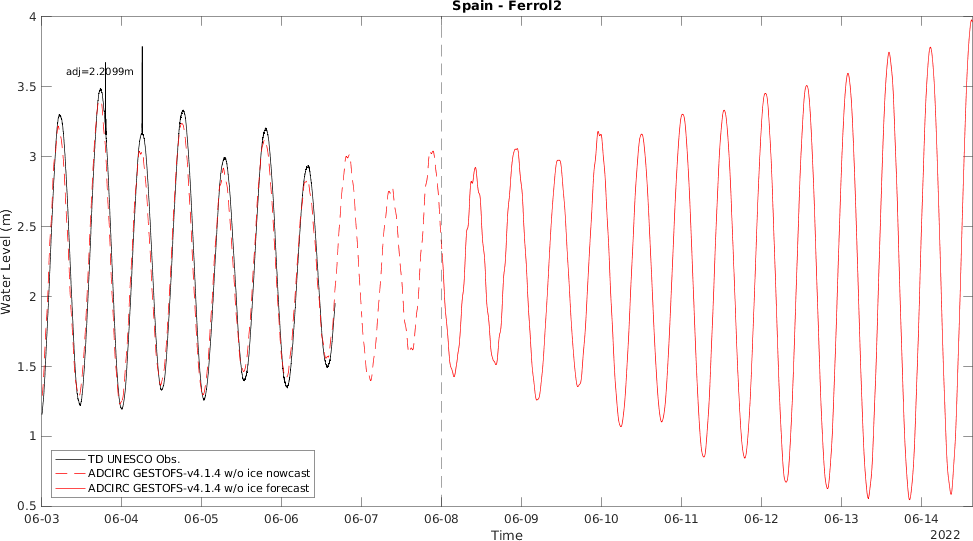 Spain - Ferrol2
adj=2.2099m
Water Level (m)
4
3.5
3
2.5
2
1.5
1
0.5
TD UNESCO Obs.
ADCIRC GESTOFS-v4.1.4 w/o ice nowcast
ADCIRC GESTOFS-v4.1.4 w/o ice forecast
06-03 06-04 06-05 06-06 06-07 06-08 06-09 06-10 06-11 06-12 06-13 06-14
2022
Time